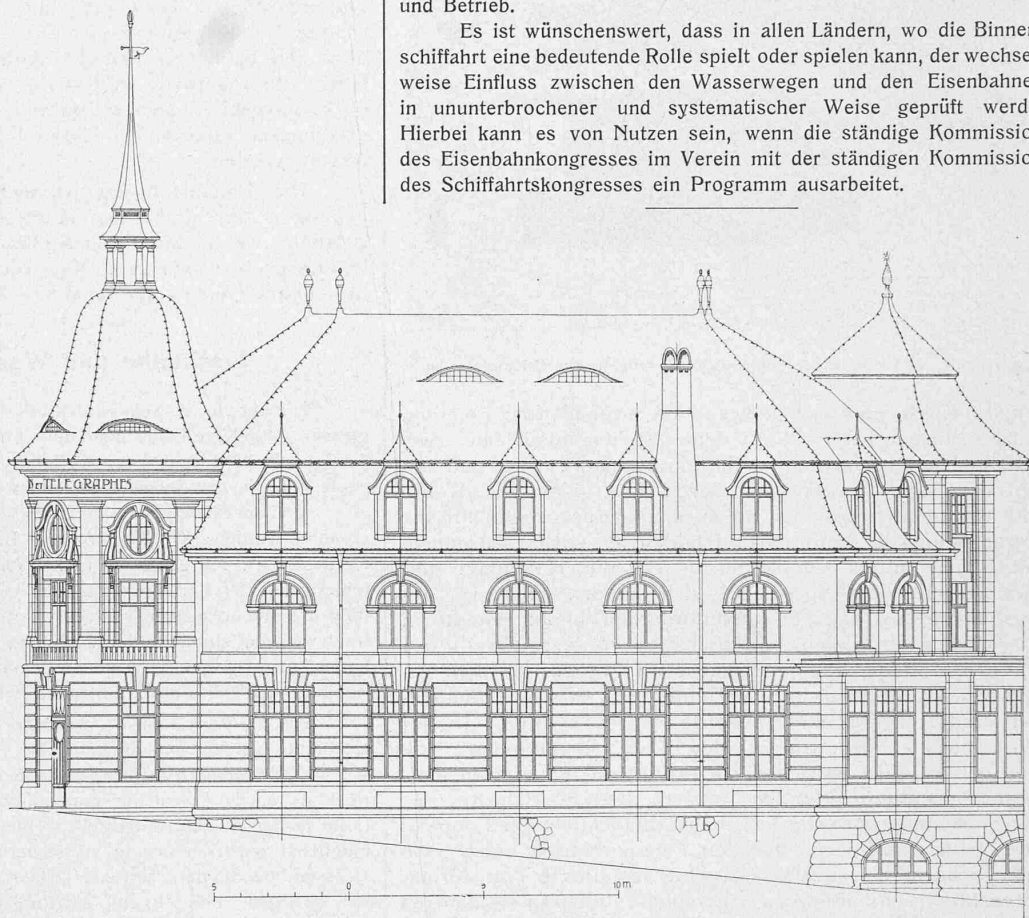 und Betrieb.
Es ist wünschenswert, dass in allen Ländern, wo die Binnen
schiffahrt eine bedeutende Rolle spielt oder spielen kann, der wechse
weise Einfluss zwischen den Wasserwegen und den Eisenbahne
in ununterbrochener und systematischer Weise geprüft werd
Hierbei kann es von Nutzen sein, wenn die ständige Kommissio
des Eisenbahnkongresses im Verein mit der ständigen Kommissio
des Schiffahrtskongresses ein Programm ausarbeitet.
TELEGRAPHES
5 0 5 10 m